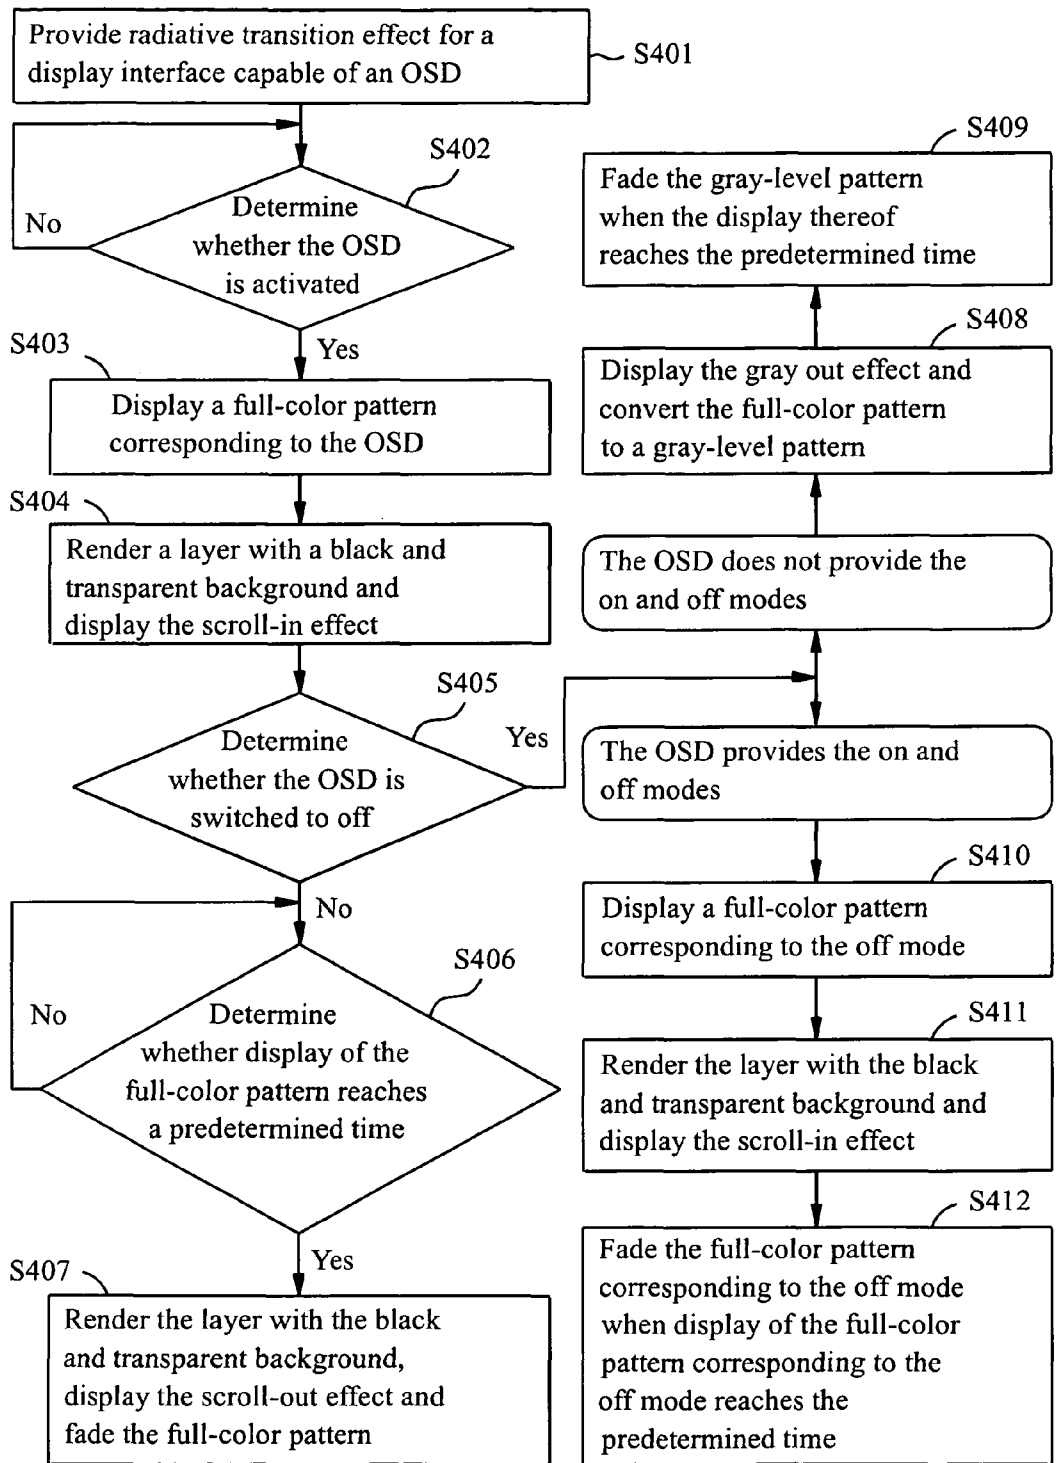 Provide radiative transition effect for a
display interface capable of an OSD
S401
S402
Determine
whether the OSD
is activated
No
Yes
S403
Display a full-color pattern
corresponding to the OSD
S404
Render a layer with a black and
transparent background and
display the scroll-in effect
S405
Determine
whether the OSD is
switched to off
Yes
No
S406
Determine
whether display of the
full-color pattern reaches
a predetermined time
No
Yes
S407
Render the layer with the black
and transparent background,
display the scroll-out effect and
fade the full-color pattern
S409
Fade the gray-level pattern
when the display thereof
reaches the predetermined time
S408
Display the gray out effect and
convert the full-color pattern
to a gray-level pattern
The OSD does not provide the
on and off modes
The OSD provides the on and
off modes
S410
Display a full-color pattern
corresponding to the off mode
S411
Render the layer with the black
and transparent background and
display the scroll-in effect
S412
Fade the full-color pattern
corresponding to the off mode
when display of the full-color
pattern corresponding to the
off mode reaches the
predetermined time